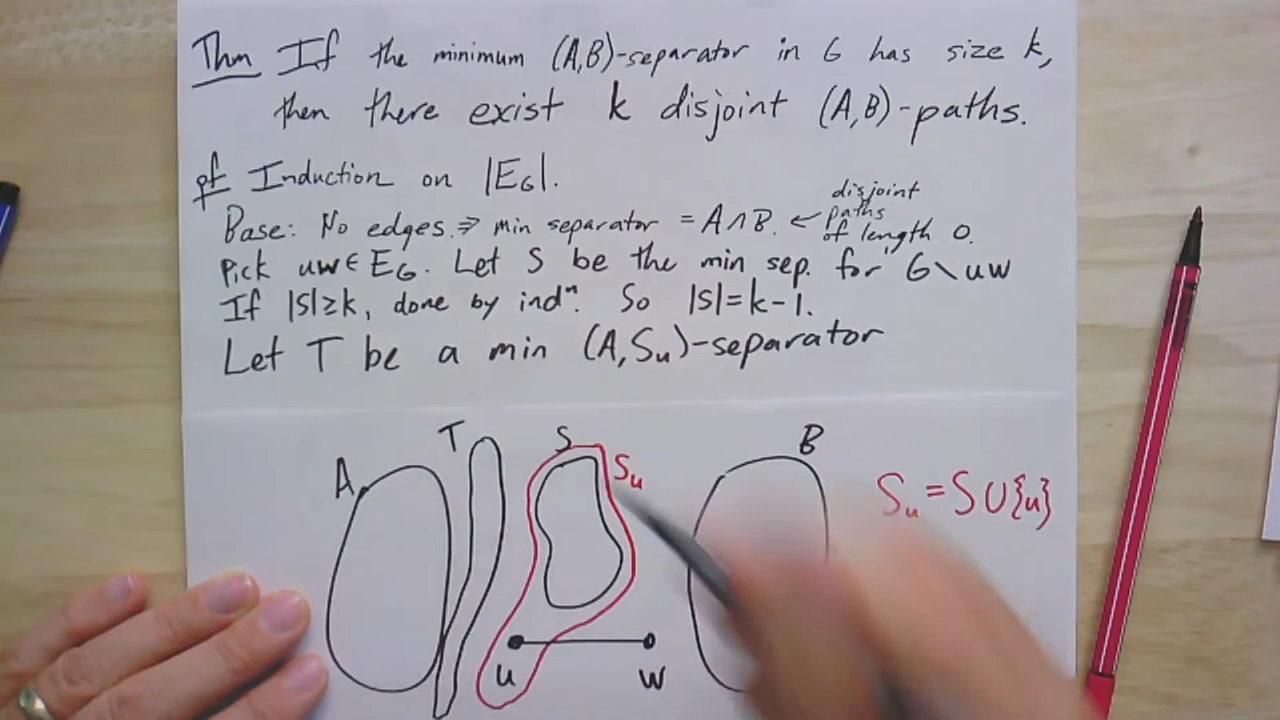 Thm If the minimum (A,B)-separator in G has size k,
then there exist k disjoint (A,B)-paths.
pf Induction on |E_G|.
Base: No edges ⇒ min separator = A∩B. ← disjoint paths of length 0.
Pick uw ∈ E_G. Let S be the min sep. for G\uw
If |S| ≥ k, done by indⁿ. So |S| = k-1.
Let T be a min (A,S_u)-separator
A T S S_u B
S_u = S ∪ {u}
u w